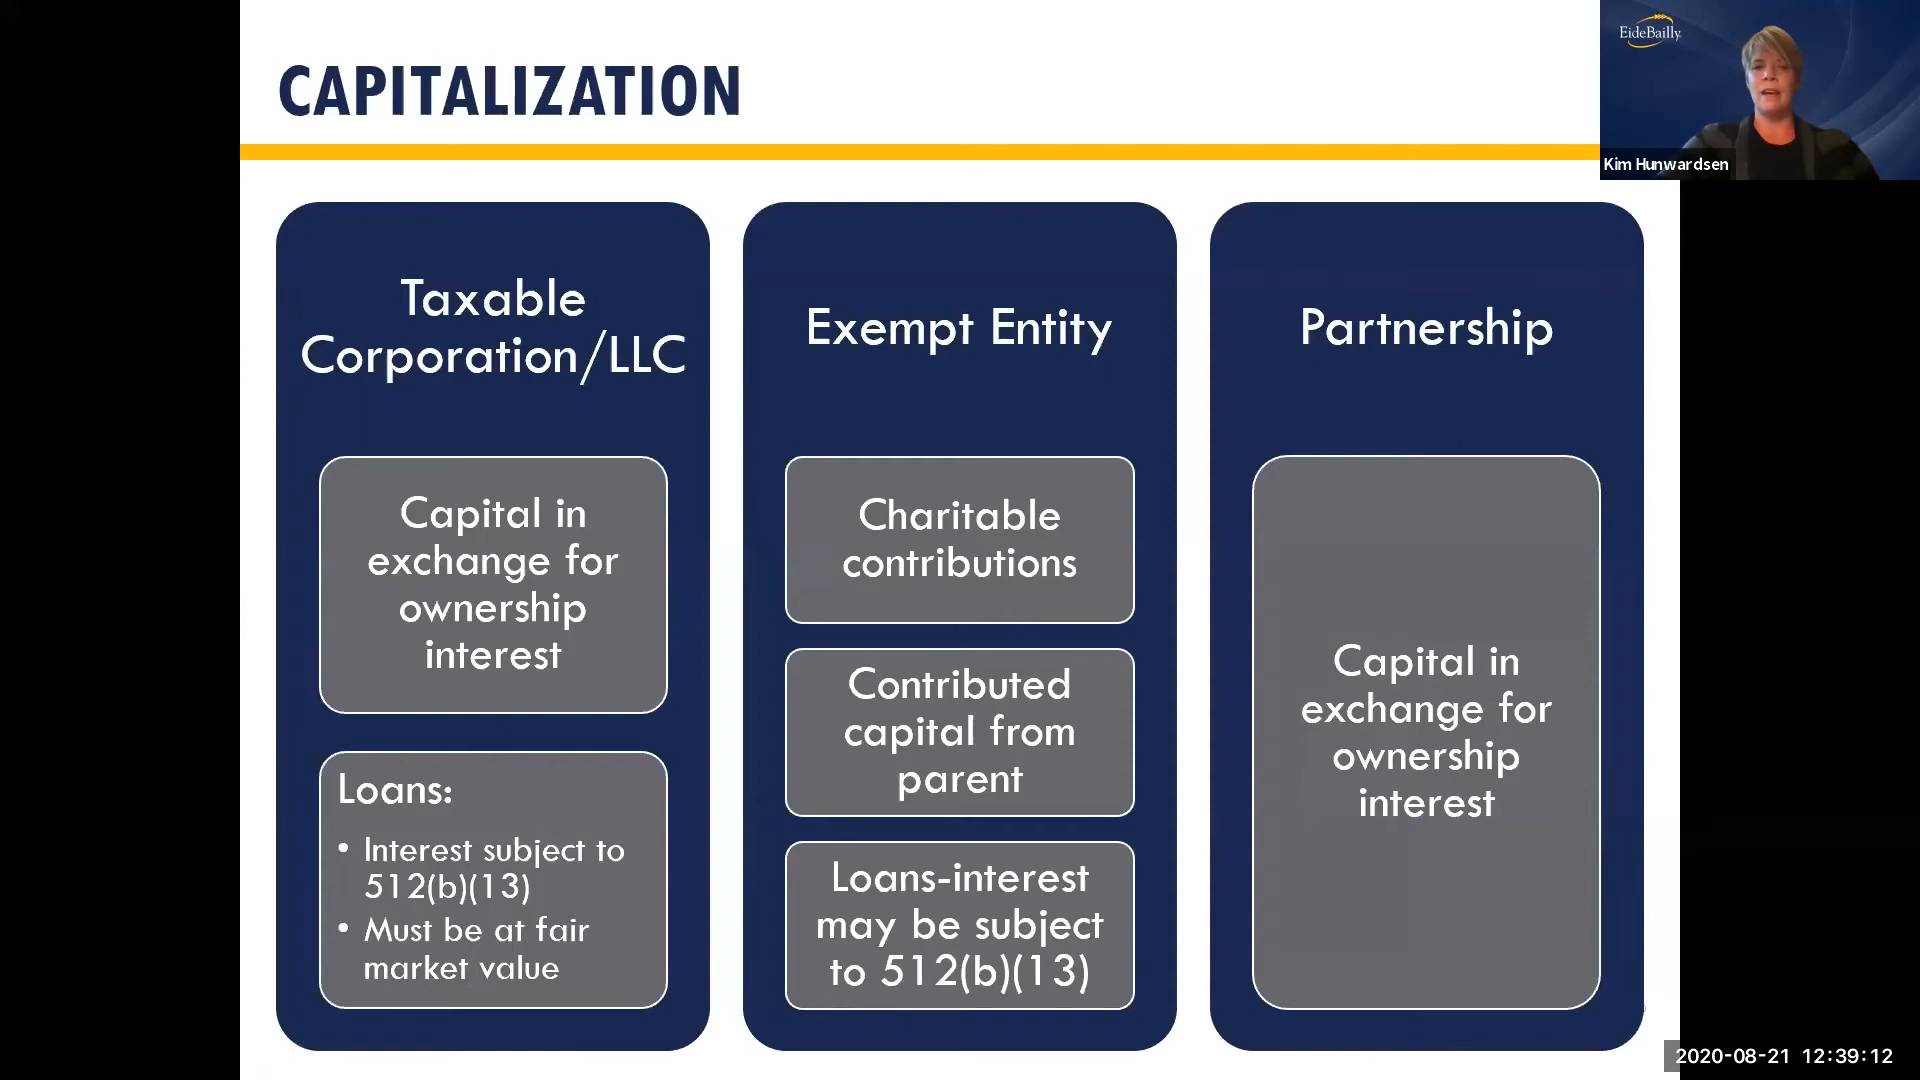 CAPITALIZATION
EideBailly
Kim Hunwardsen
Taxable
Corporation/LLC
Capital in
exchange for
ownership
interest
Loans:
• Interest subject to
512(b)(13)
• Must be at fair
market value
Exempt Entity
Charitable
contributions
Contributed
capital from
parent
Loans-interest
may be subject
to 512(b)(13)
Partnership
Capital in
exchange for
ownership
interest
2020-08-21 12:39:12